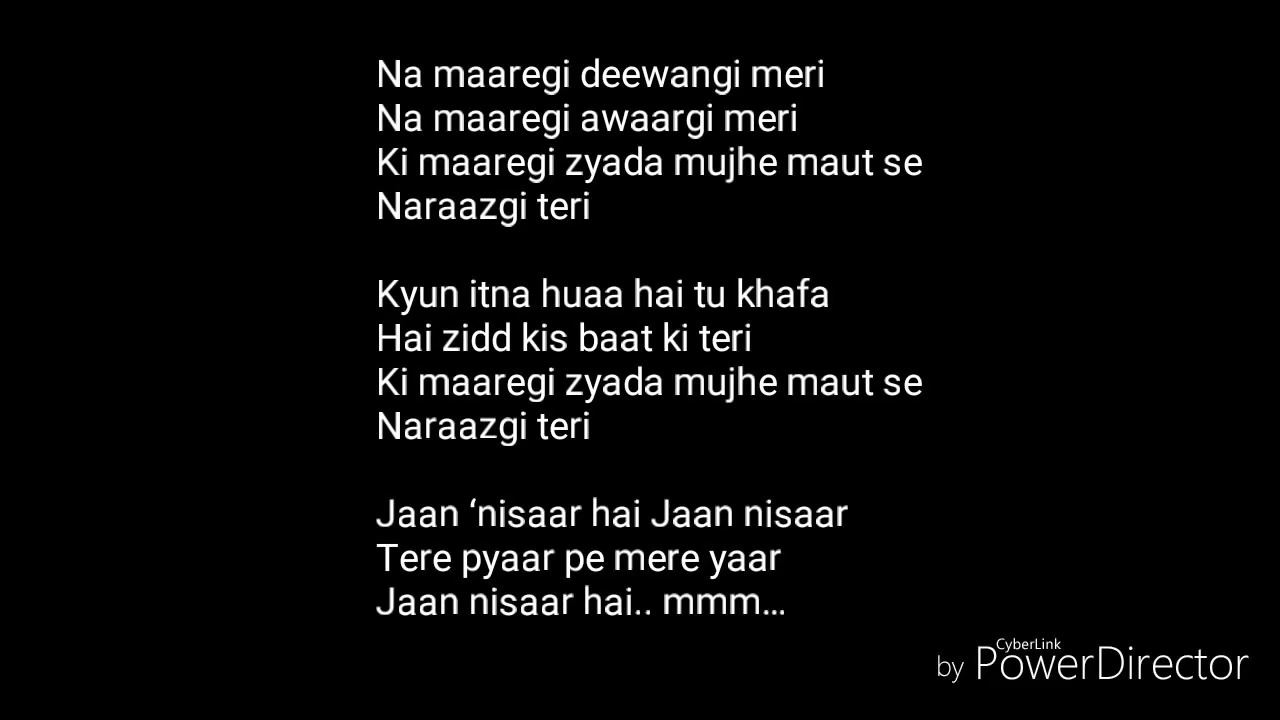 Na maaregi deewangi meri
Na maaregi awaargi meri
Ki maaregi zyada mujhe maut se
Naraazgi teri
Kyun itna huaa hai tu khafa
Hai zidd kis baat ki teri
Ki maaregi zyada mujhe maut se
Naraazgi teri
Jaan ‘nisaar hai Jaan nisaar
Tere pyaar pe mere yaar
Jaan nisaar hai.. mmm...
CyberLink
by PowerDirector